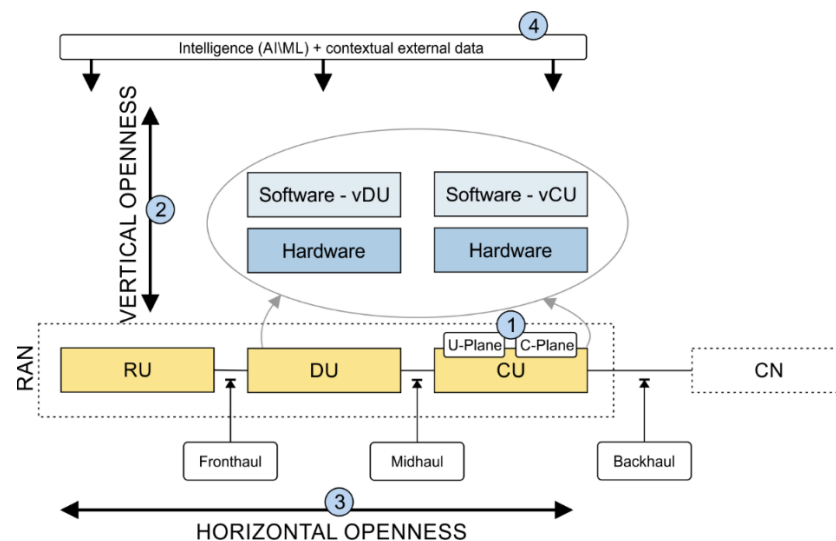 4
Intelligence (AI\ML) + contextual external data
VERTICAL OPENNESS
2
Software - vDU
Software - vCU
Hardware
Hardware
1
U-Plane
C-Plane
RAN
RU
DU
CU
CN
Fronthaul
Midhaul
Backhaul
3
HORIZONTAL OPENNESS